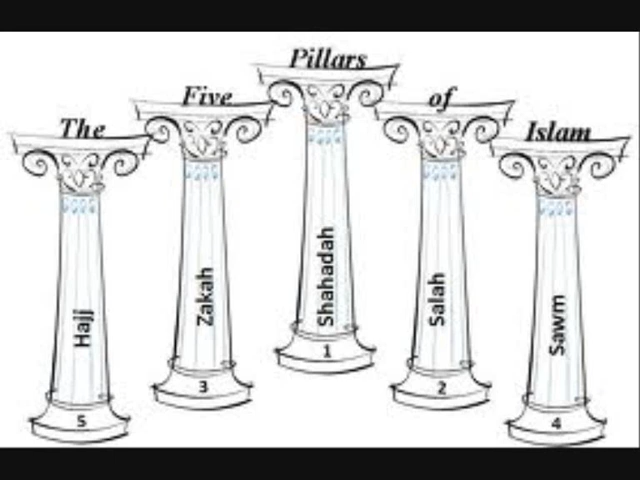 The Five Pillars of Islam
Hajj
Zakah
Shahadah
Salah
Sawm
5
3
1
2
4